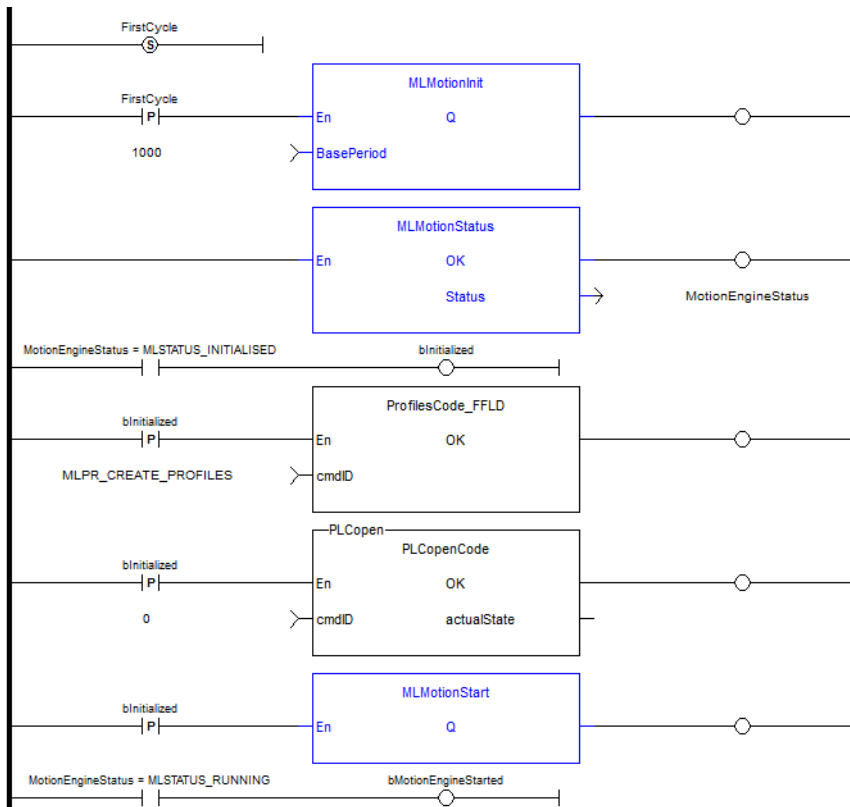 FirstCycle
S
MLMotionInit
FirstCycle
P
En
Q
1000
BasePeriod
MLMotionStatus
En
OK
Status
MotionEngineStatus
MotionEngineStatus = MLSTATUS_INITIALISED
bInitialized
ProfilesCode_FFLD
bInitialized
P
En
OK
MLPR_CREATE_PROFILES
cmdID
PLCopen
PLCopenCode
bInitialized
P
En
OK
0
cmdID
actualState
MLMotionStart
bInitialized
P
En
Q
MotionEngineStatus = MLSTATUS_RUNNING
bMotionEngineStarted